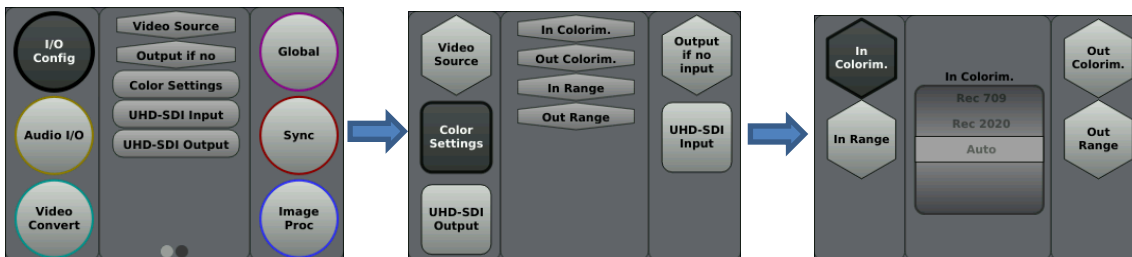 I/O
Config
Audio I/O
Video
Convert
Video Source
Output if no
Color Settings
UHD-SDI Input
UHD-SDI Output
Global
Sync
Image
Proc
Video
Source
Color
Settings
UHD-SDI
Output
In Colorim.
Out Colorim.
In Range
Out Range
Output
if no
input
UHD-SDI
Input
In
Colorim.
In Range
In Colorim.
Rec 709
Rec 2020
Auto
Out
Colorim.
Out
Range